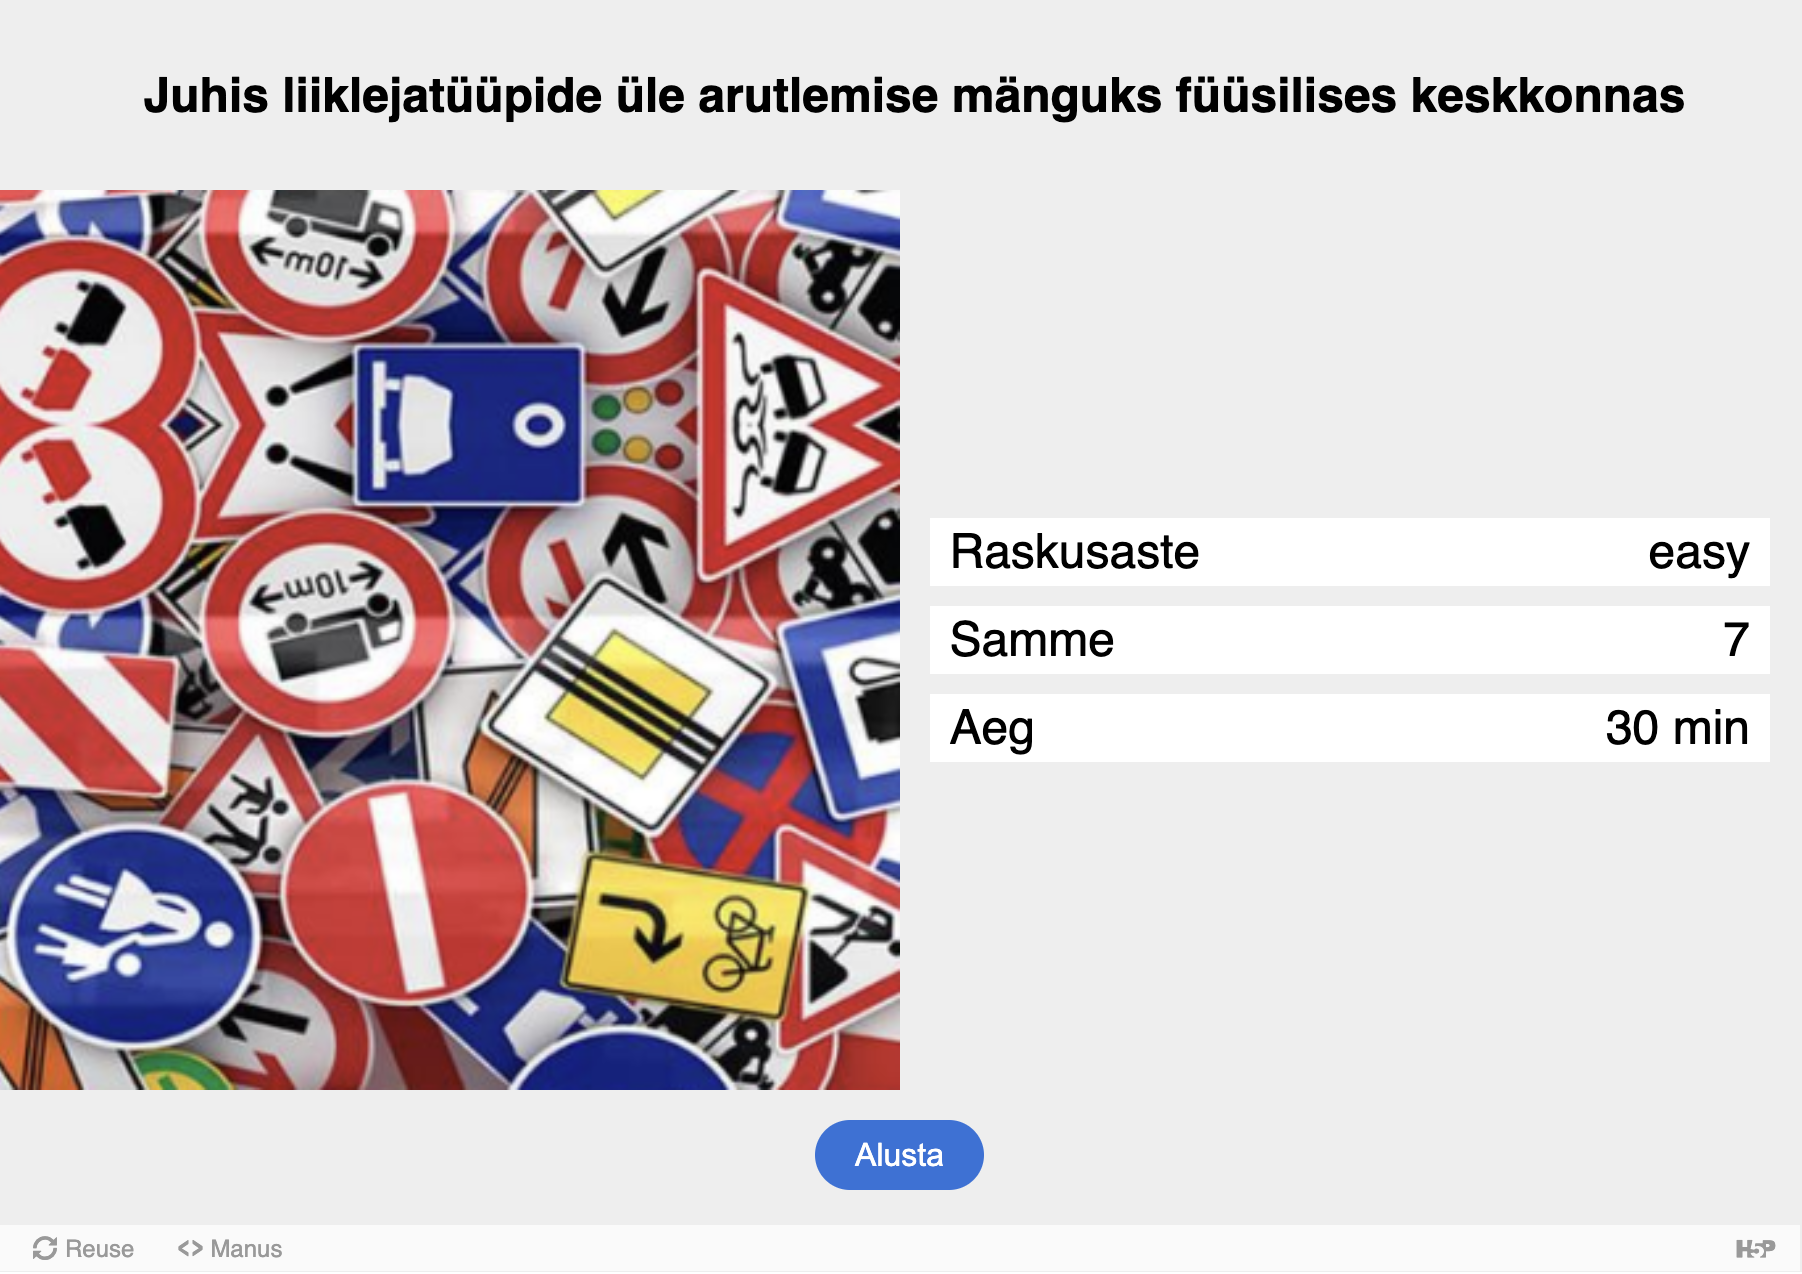 Juhis liiklejatüüpide üle arutlemise mänguks füüsilises keskkonnas
10m
10m
Raskusaste easy
Samme 7
Aeg 30 min
Alusta
Reuse <> Manus H5P